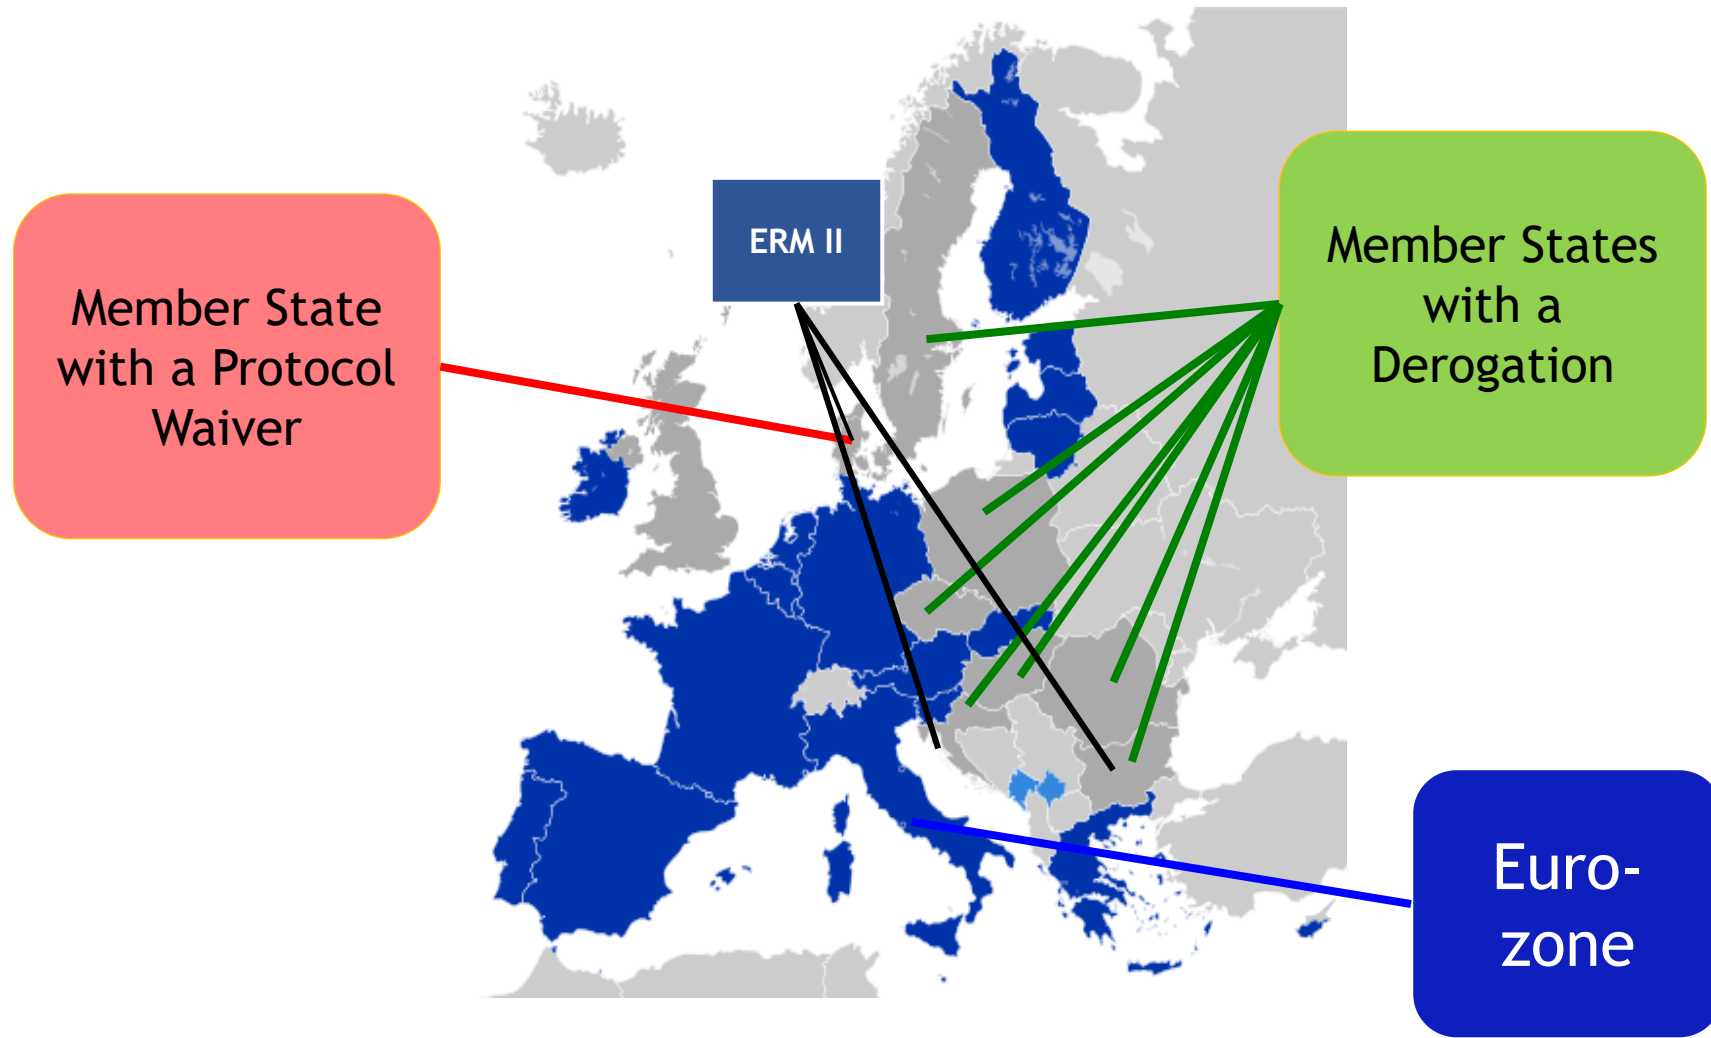 ERM II
Member State
with a Protocol
Waiver
Member States
with a
Derogation
Euro-
zone